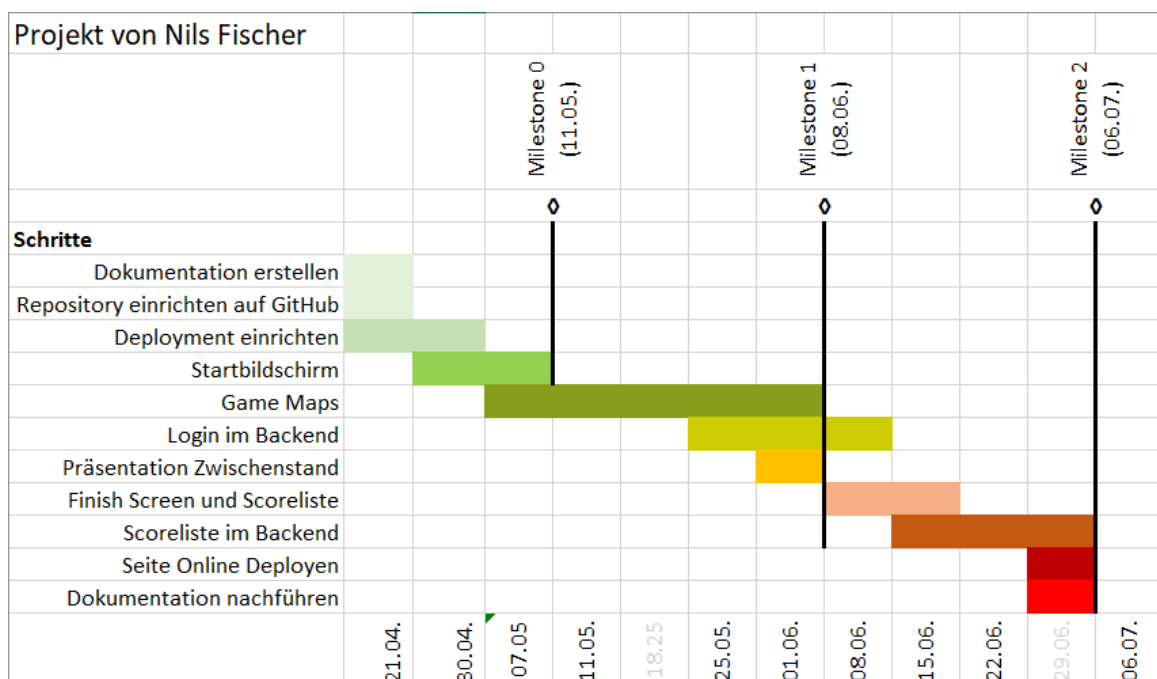 Projekt von Nils Fischer
Milestone 0
(11.05.)
Milestone 1
(08.06.)
Milestone 2
(06.07.)
Schritte
Dokumentation erstellen
Repository einrichten auf GitHub
Deployment einrichten
Startbildschirm
Game Maps
Login im Backend
Präsentation Zwischenstand
Finish Screen und Scoreliste
Scoreliste im Backend
Seite Online Deployen
Dokumentation nachführen
21.04.
30.04.
07.05
11.05.
18.25
25.05.
01.06.
08.06.
15.06.
22.06.
29.06.
06.07.